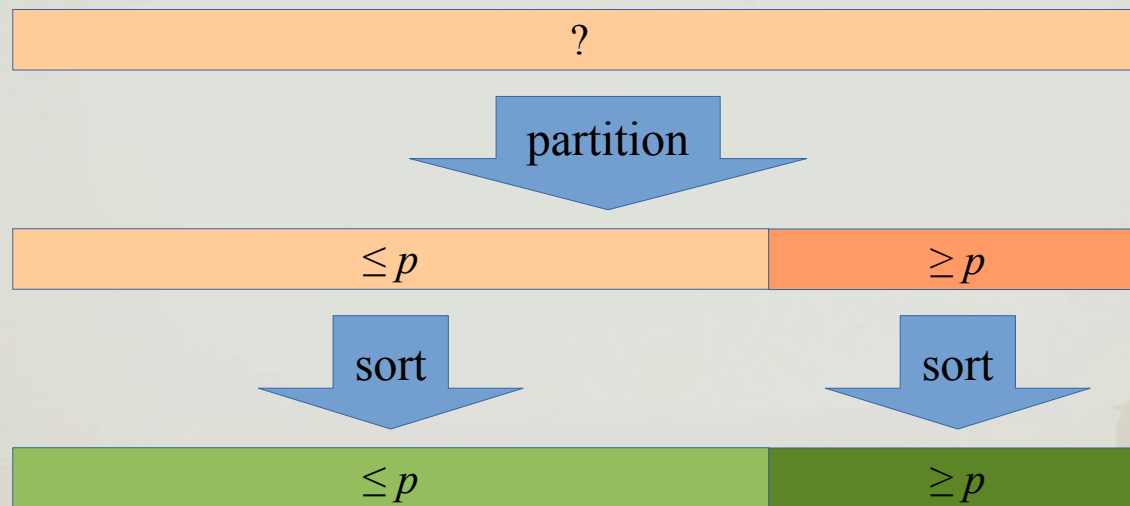 ?
partition
≤ p
≥ p
sort
sort
≤ p
≥ p